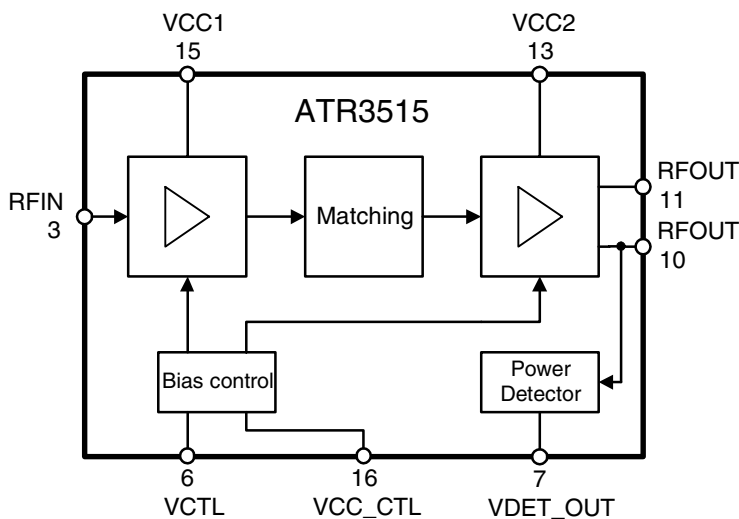 VCC1
15
VCC2
13
ATR3515
RFIN
3
Matching
RFOUT
11
RFOUT
10
Bias control
Power
Detector
6
VCTL
16
VCC_CTL
7
VDET_OUT